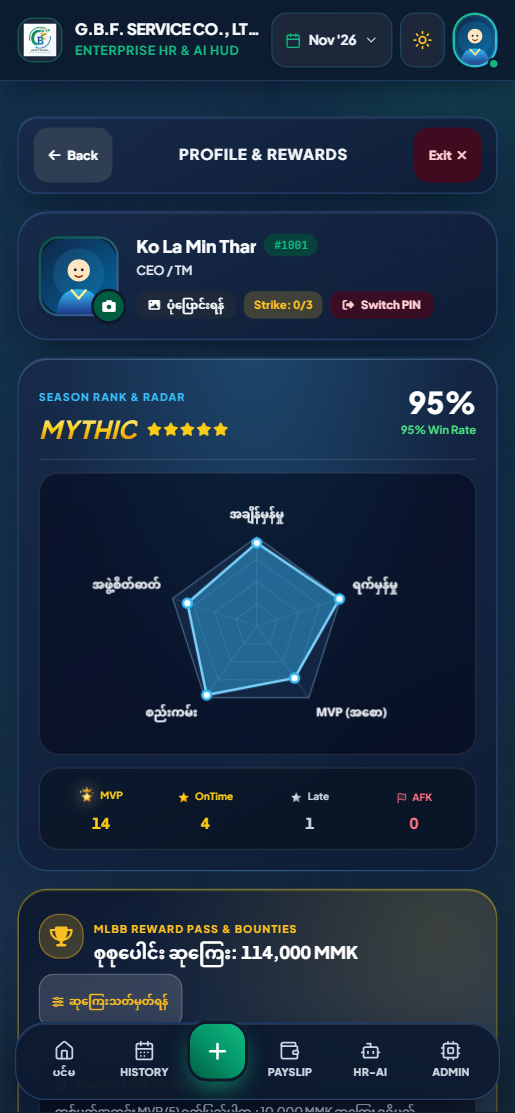 G.B.F. SERVICE CO., LT...
ENTERPRISE HR & AI HUD
Nov '26
Back
PROFILE & REWARDS
Exit ✕
Ko La Min Thar #1001
CEO / TM
ပုံပြောင်းရန်
Strike: 0/3
Switch PIN
SEASON RANK & RADAR
MYTHIC
95%
95% Win Rate
အချိန်မှန်မှု
အဖွဲ့စိတ်ဓာတ်
ရက်မှန်မှု
စည်းကမ်း
MVP (အစော)
MVP
OnTime
Late
AFK
14
4
1
0
MLBB REWARD PASS & BOUNTIES
စုစုပေါင်း ဆုကြေး: 114,000 MMK
ဆုကြေးသတ်မှတ်ရန်
ပင်မ
HISTORY
+
PAYSLIP
HR-AI
ADMIN